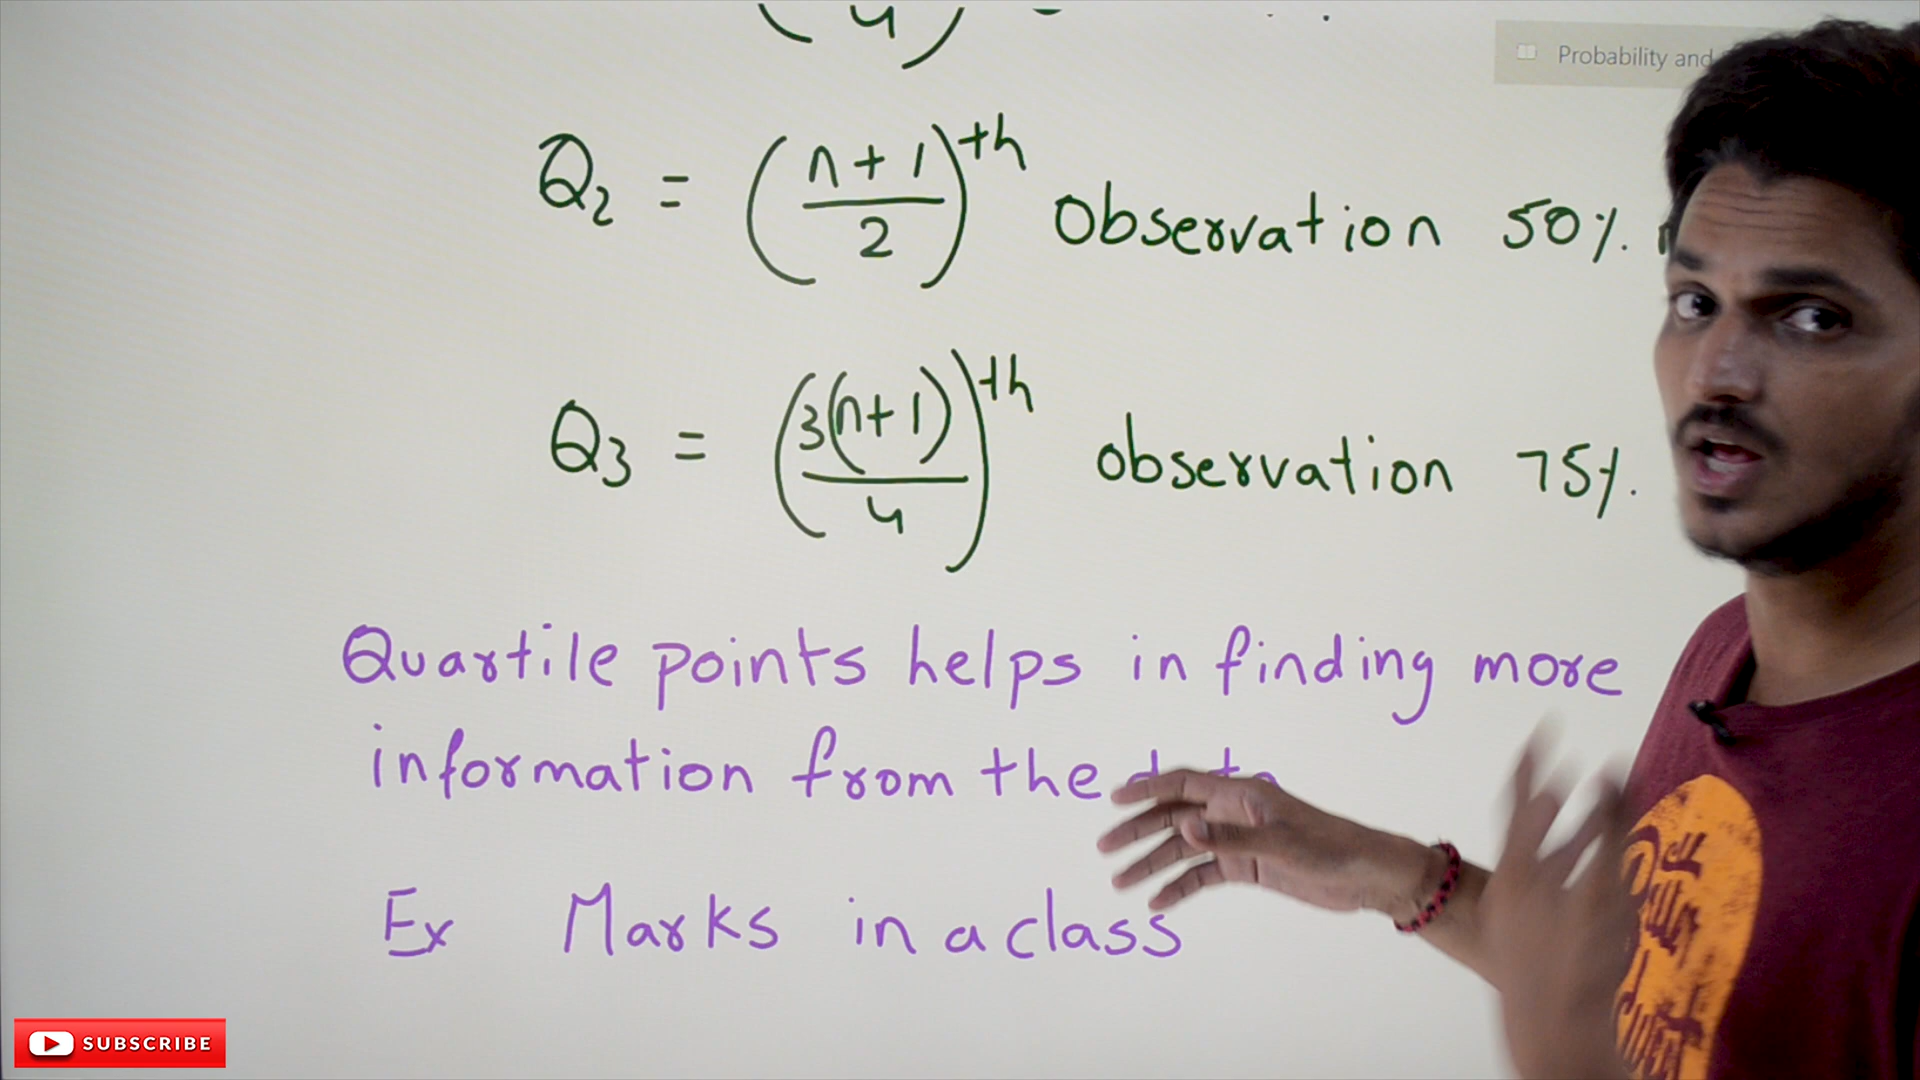 Probability and
Q2 = ((n+1)/2)^th Observation 50%.
Q3 = (3(n+1)/4)^th observation 75%.
Quartile points helps in finding more
information from the data
Ex Marks in a class
SUBSCRIBE